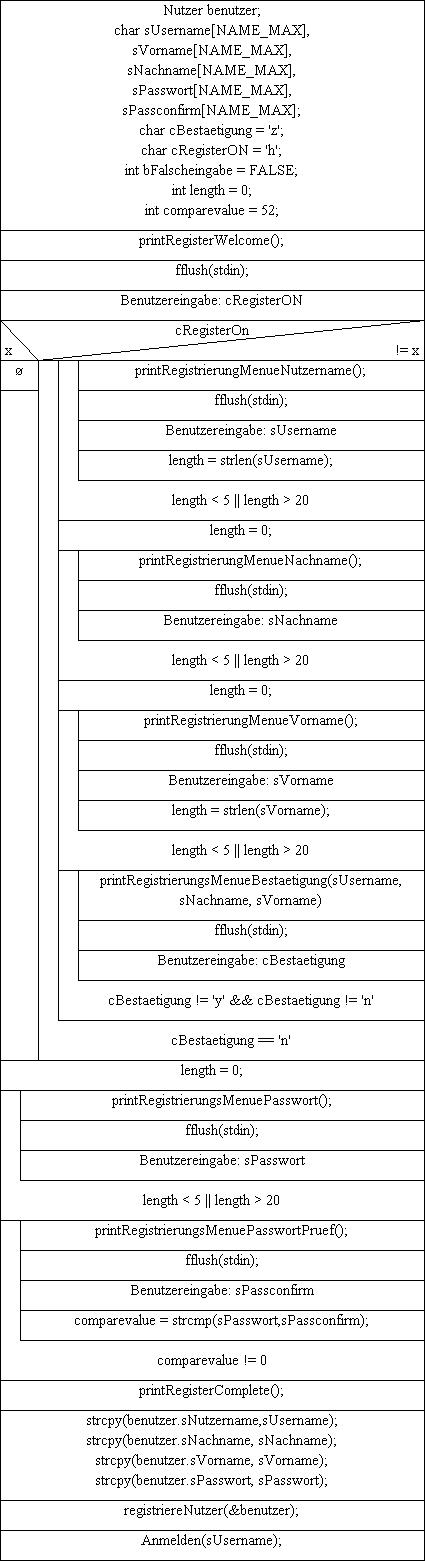 Nutzer benutzer;
char sUsername[NAME_MAX],
sVorname[NAME_MAX],
sNachname[NAME_MAX],
sPasswort[NAME_MAX],
sPassconfirm[NAME_MAX];
char cBestaetigung = 'z';
char cRegisterON = 'h';
int bFalscheingabe = FALSE;
int length = 0;
int comparevalue = 52;
printRegisterWelcome();
fflush(stdin);
Benutzereingabe: cRegisterON
cRegisterOn
x
!= x
ø
printRegistrierungMenueNutzername();
fflush(stdin);
Benutzereingabe: sUsername
length = strlen(sUsername);
length < 5 || length > 20
length = 0;
printRegistrierungMenueNachname();
fflush(stdin);
Benutzereingabe: sNachname
length < 5 || length > 20
length = 0;
printRegistrierungMenueVorname();
fflush(stdin);
Benutzereingabe: sVorname
length = strlen(sVorname);
length < 5 || length > 20
printRegistrierungsMenueBestaetigung(sUsername,
sNachname, sVorname)
fflush(stdin);
Benutzereingabe: cBestaetigung
cBestaetigung != 'y' && cBestaetigung != 'n'
cBestaetigung == 'n'
length = 0;
printRegistrierungsMenuePasswort();
fflush(stdin);
Benutzereingabe: sPasswort
length < 5 || length > 20
printRegistrierungsMenuePasswortPruef();
fflush(stdin);
Benutzereingabe: sPassconfirm
comparevalue = strcmp(sPasswort,sPassconfirm);
comparevalue != 0
printRegisterComplete();
strcpy(benutzer.sNutzername,sUsername);
strcpy(benutzer.sNachname, sNachname);
strcpy(benutzer.sVorname, sVorname);
strcpy(benutzer.sPasswort, sPasswort);
registriereNutzer(&benutzer);
Anmelden(sUsername);